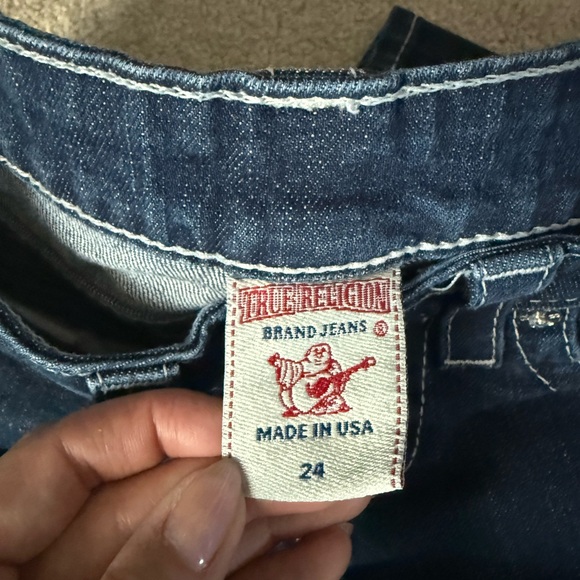 TRUE RELIGION
BRAND JEANS ®
MADE IN USA
24